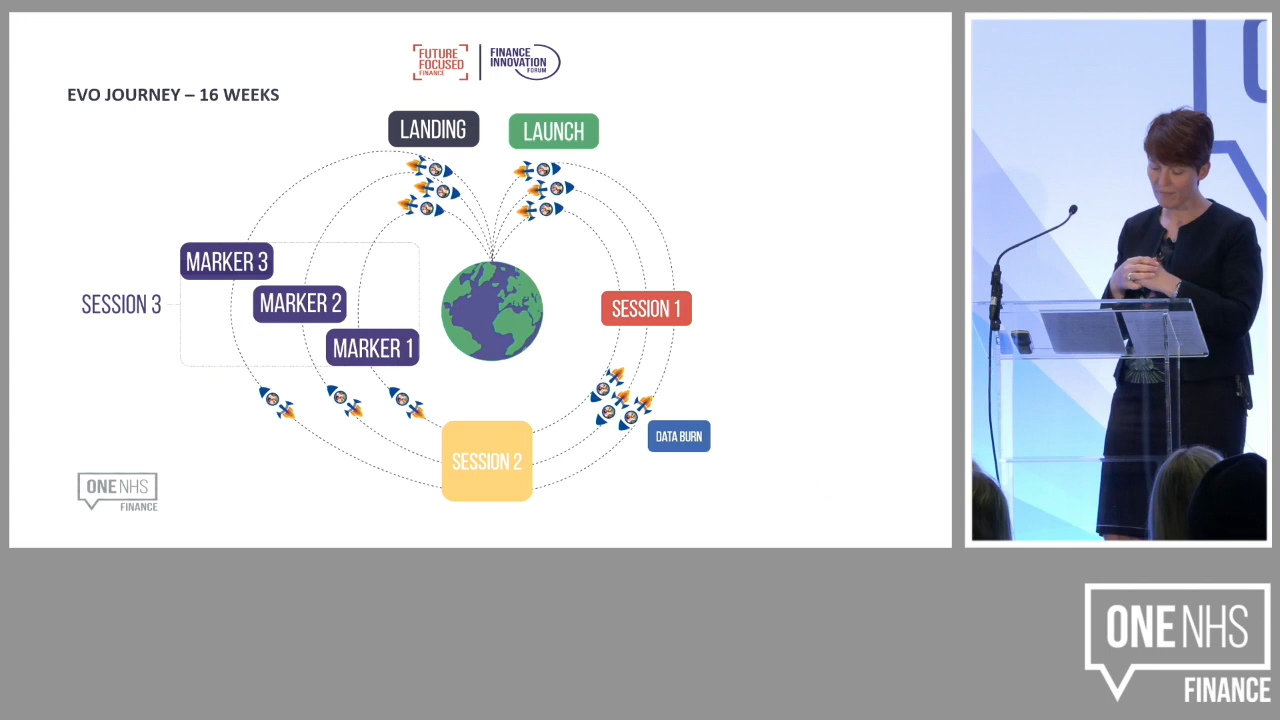 FUTURE
FOCUSED
FINANCE
FINANCE
INNOVATION
FORUM
EVO JOURNEY – 16 WEEKS
LANDING
LAUNCH
MARKER 3
SESSION 3
MARKER 2
SESSION 1
MARKER 1
DATA BURN
SESSION 2
ONE NHS
FINANCE
ONE NHS
FINANCE